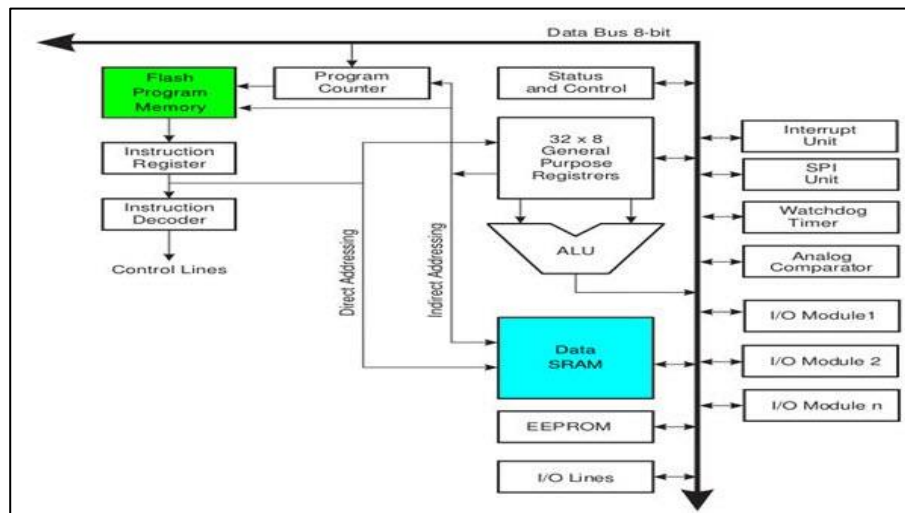 Data Bus 8-bit
Flash
Program
Memory
Program
Counter
Status
and Control
Instruction
Register
32 x 8
General
Purpose
Registrers
Interrupt
Unit
SPI
Unit
Instruction
Decoder
Watchdog
Timer
ALU
Analog
Comparator
Control Lines
Direct Addressing
Indirect Addressing
I/O Module1
Data
SRAM
I/O Module 2
I/O Module n
EEPROM
I/O Lines